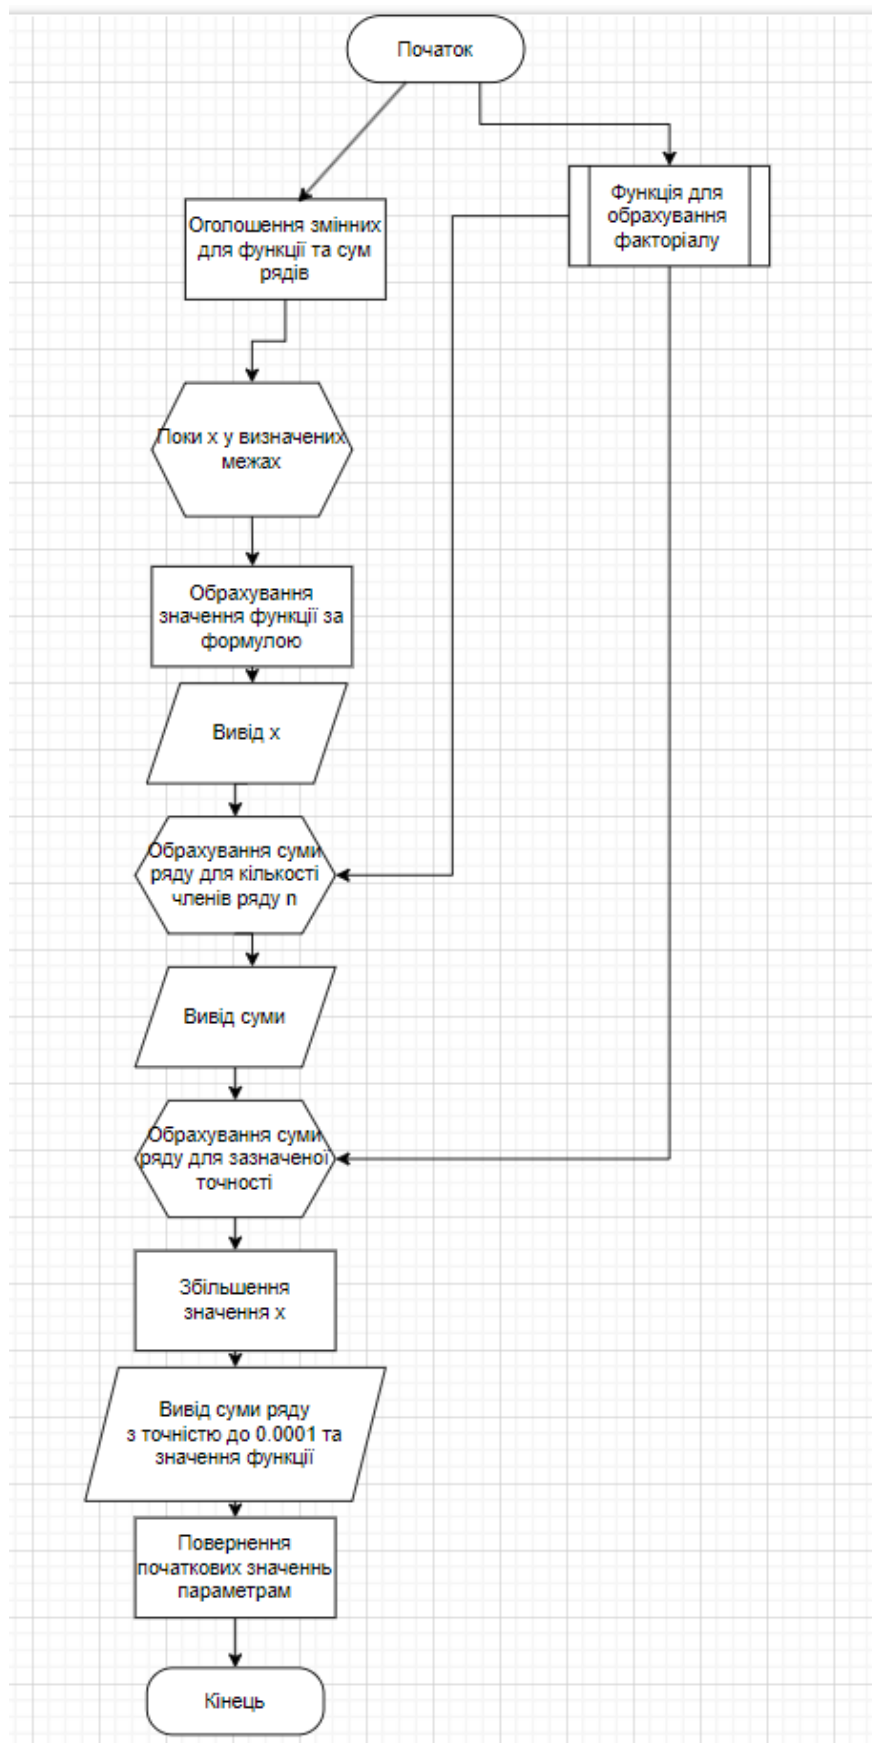 Початок
Функція для
обрахування
факторіалу
Оголошення змінних
для функції та сум
рядів
Поки x у визначених
межах
Обрахування
значення функції за
формулою
Вивід x
Обрахування суми
ряду для кількості
членів ряду n
Вивід суми
Обрахування суми
ряду для зазначеної
точності
Збільшення
значення x
Вивід суми ряду
з точністю до 0.0001 та
значення функції
Повернення
початкових значеннь
параметрам
Кінець